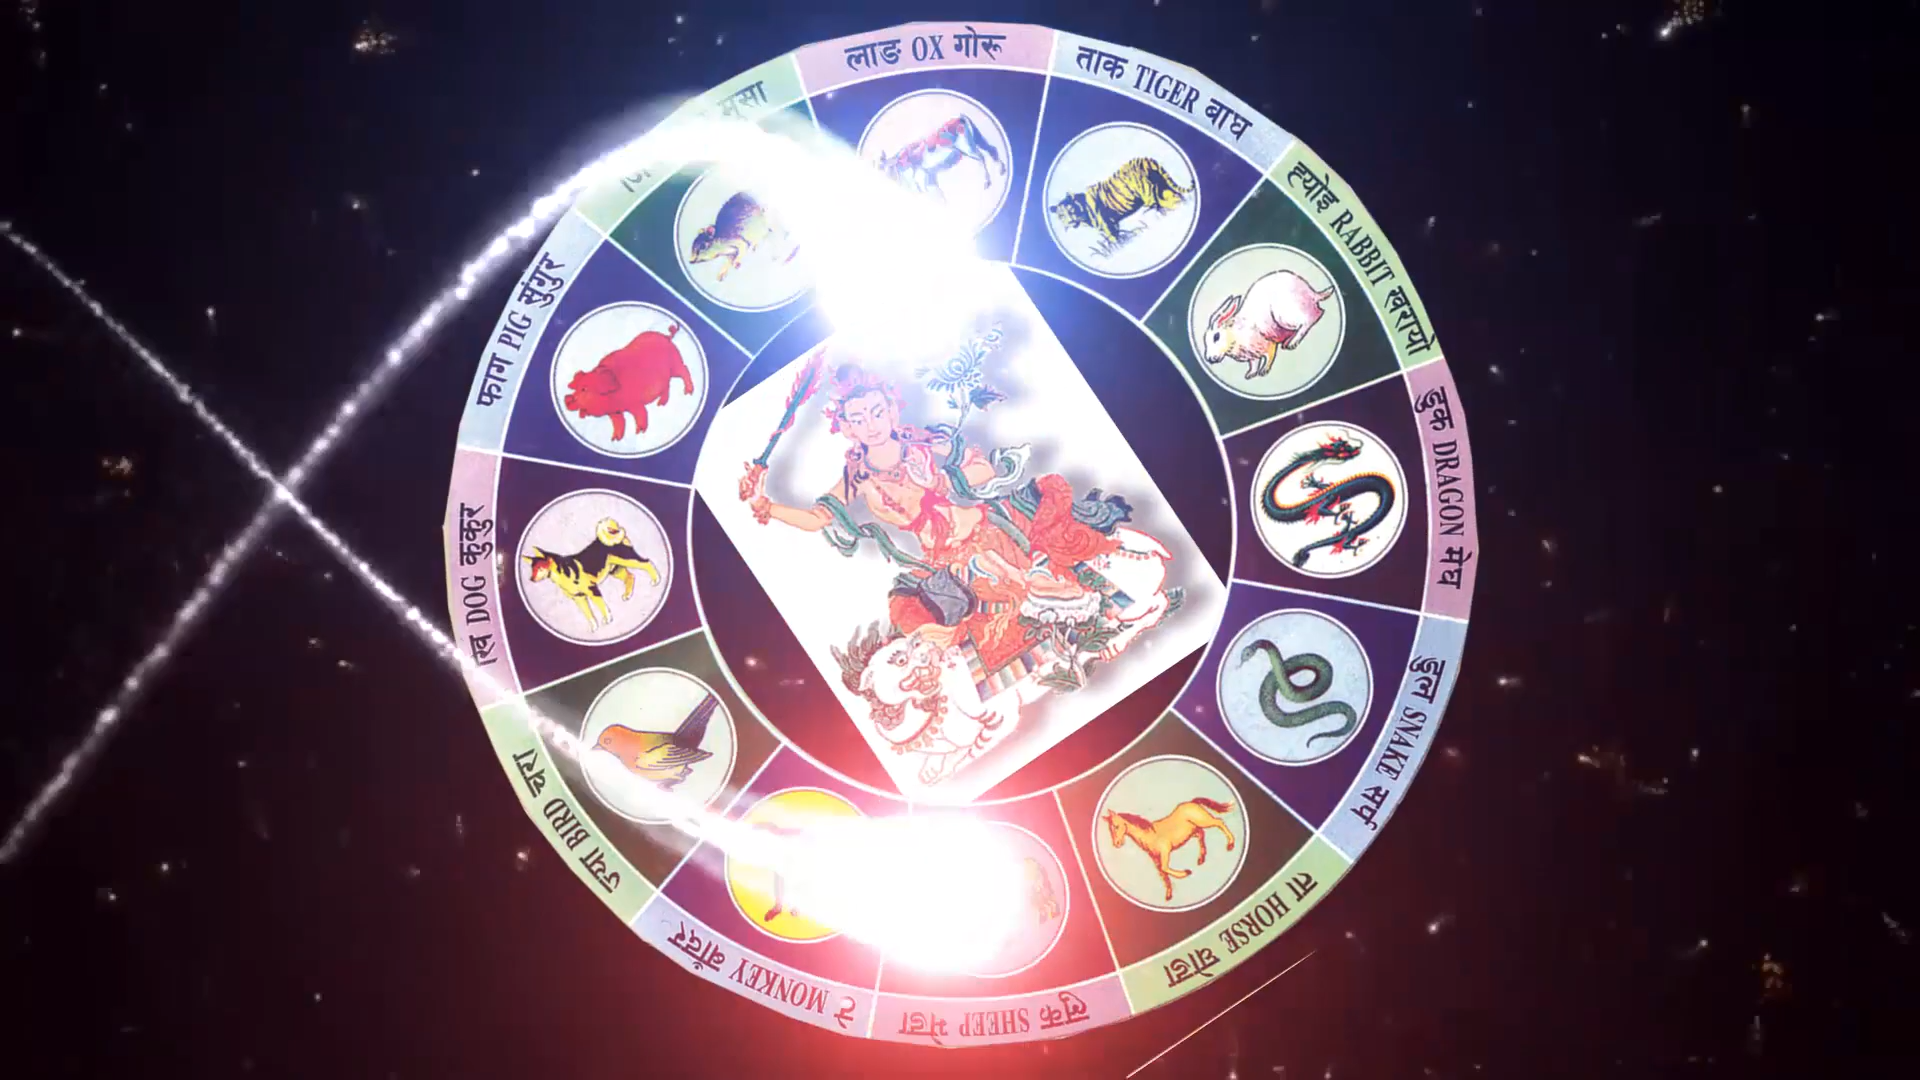 लाङ OX गोरू
ताक TIGER बाघ
ह्योइ RABBIT खरायो
डुक DRAGON मेघ
डुल SNAKE सर्प
ता HORSE घोडा
लुक SHEEP भेडा
टे MONKEY बाँदर
ज्या BIRD चरा
खि DOG कुकुर
फाग PIG सुंगुर
मुसा